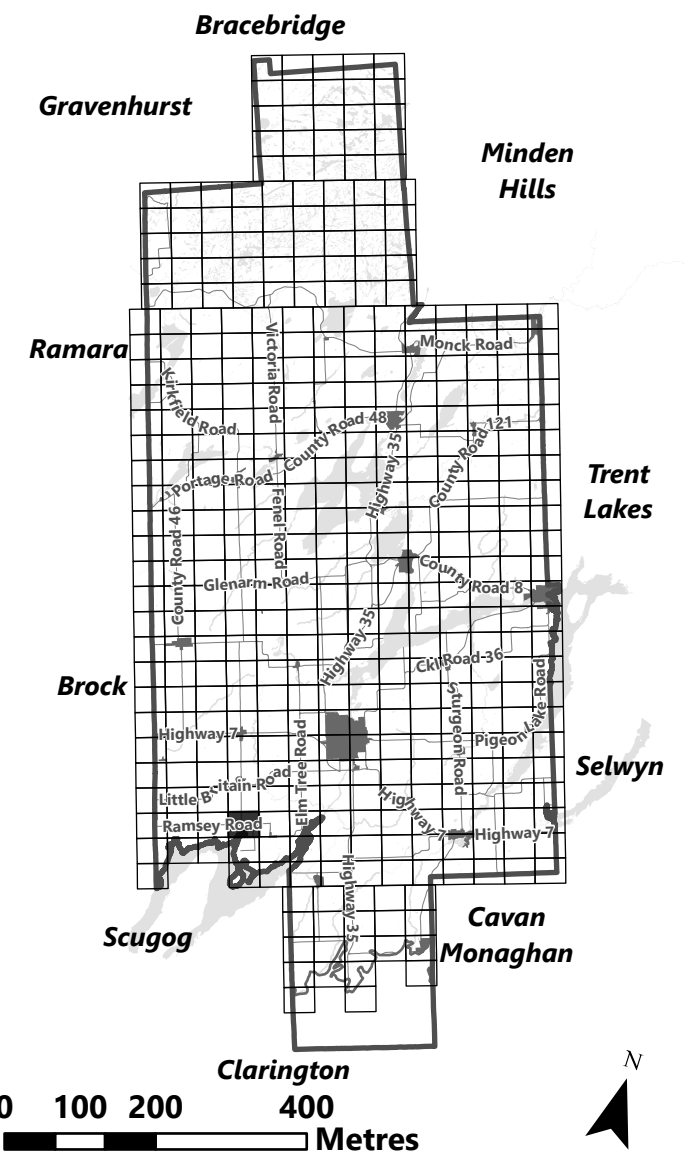 Bracebridge
Gravenhurst
Minden
Hills
Ramara
Monck Road
Victoria Road
Kirkfield Road
County Road 48
County Road 121
Highway 35
Portage Road
Trent
Lakes
Fenel Road
County Road 46
County Road 8
Glenarm Road
Highway 35
Ckl Road 36
Brock
Sturgeon Road
Pigeon Lake Road
Highway 7
Elm Tree Road
Selwyn
Little Britain Road
Highway 7
Ramsey Road
Highway 7
Highway 35
Scugog
Cavan
Monaghan
Clarington
N
0 100 200 400
Metres